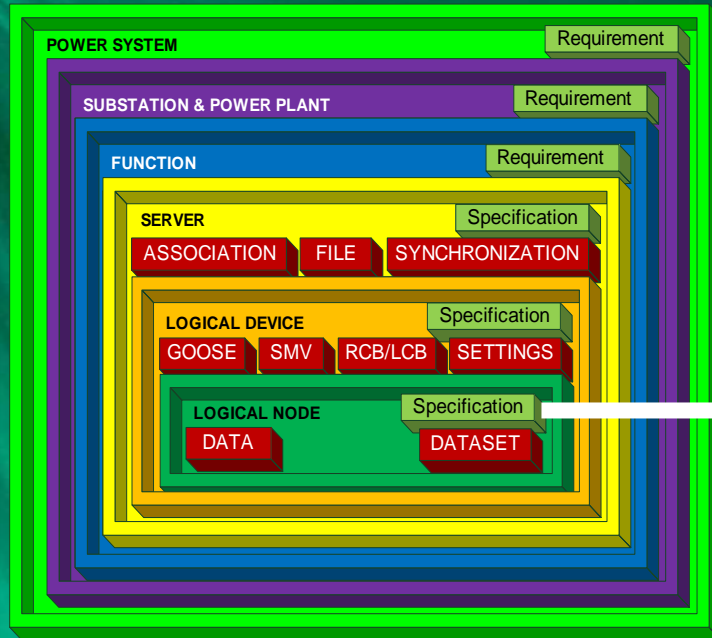 POWER SYSTEM Requirement
SUBSTATION & POWER PLANT Requirement
FUNCTION Requirement
SERVER Specification
ASSOCIATION FILE SYNCHRONIZATION
LOGICAL DEVICE Specification
GOOSE SMV RCB/LCB SETTINGS
LOGICAL NODE Specification
DATA DATASET